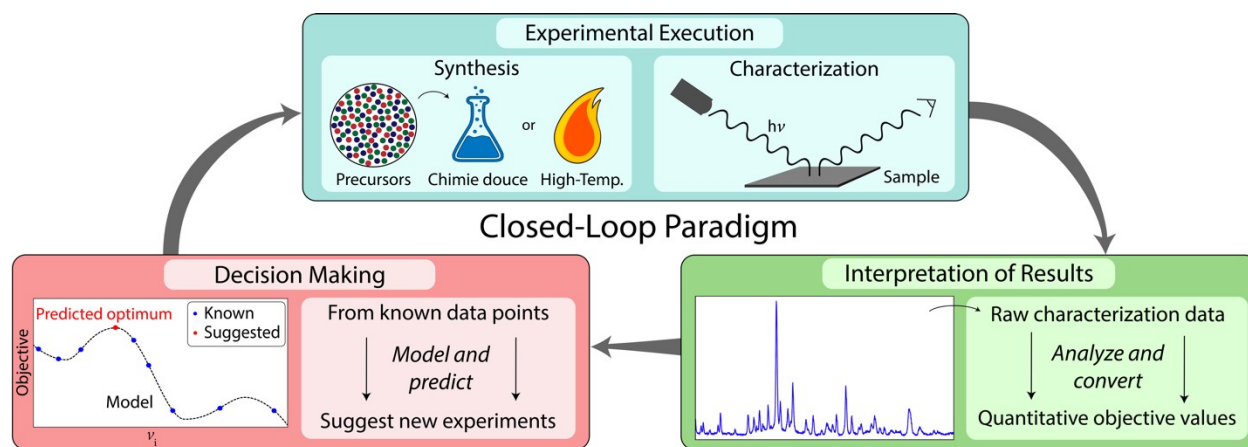 Experimental Execution
Synthesis
or
Precursors
Chimie douce
High-Temp.
Characterization
hν
Sample
Closed-Loop Paradigm
Decision Making
Predicted optimum
Known
Suggested
Objective
Model
νi
From known data points
Model and
predict
Suggest new experiments
Interpretation of Results
Raw characterization data
Analyze and
convert
Quantitative objective values